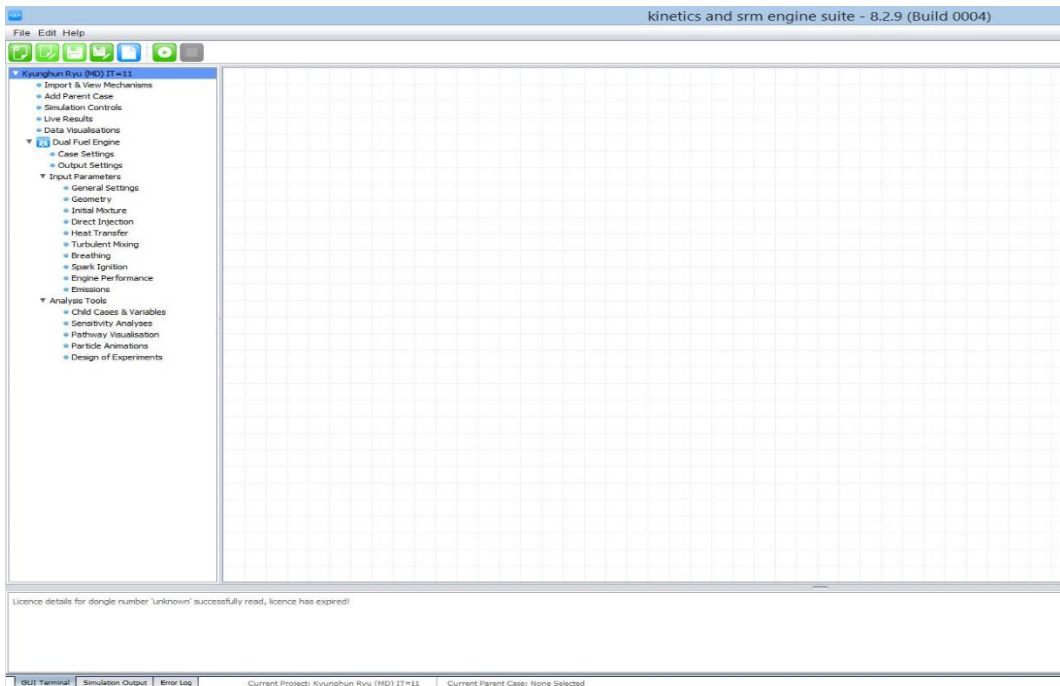 kinetics and srm engine suite - 8.2.9 (Build 0004)
File Edit Help
Kyunghun Ryu (MD) IT=11
Import & View Mechanisms
Add Parent Case
Simulation Controls
Live Results
Data Visualisations
Dual Fuel Engine
Case Settings
Output Settings
Input Parameters
General Settings
Geometry
Initial Mixture
Direct Injection
Heat Transfer
Turbulent Mixing
Breathing
Spark Ignition
Engine Performance
Emissions
Analysis Tools
Child Cases & Variables
Sensitivity Analyses
Pathway Visualisation
Particle Animations
Design of Experiments
Licence details for dongle number 'unknown' successfully read, licence has expired!
GUI Terminal Simulation Output Error Log Current Project: Kyunghun Ryu (MD) IT=11 Current Parent Case: None Selected